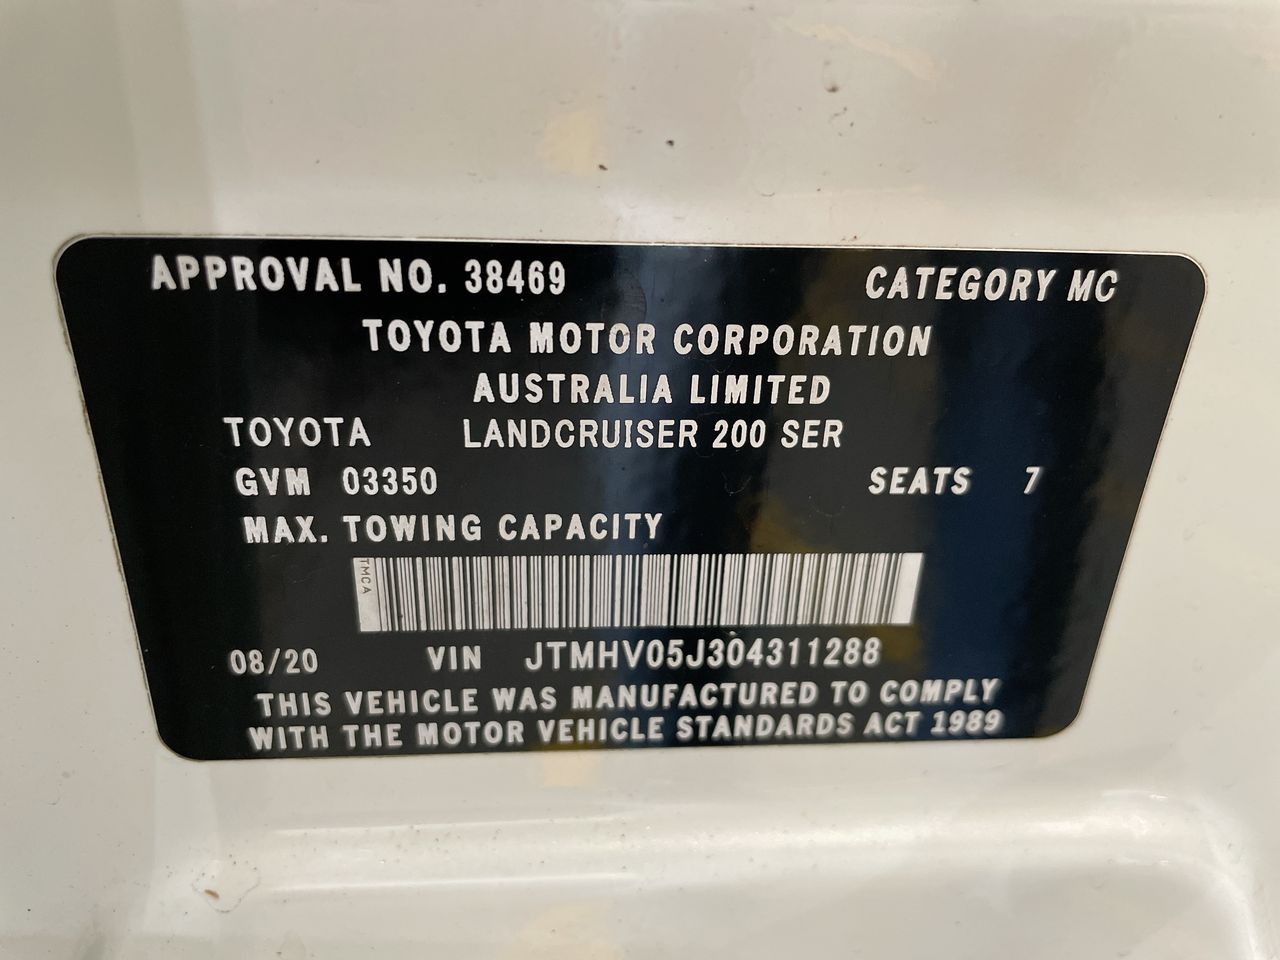 APPROVAL NO. 38469 CATEGORY MC
TOYOTA MOTOR CORPORATION
AUSTRALIA LIMITED
TOYOTA LANDCRUISER 200 SER
GVM 03350 SEATS 7
MAX. TOWING CAPACITY
TMCA
08/20 VIN JTMHV05J304311288
THIS VEHICLE WAS MANUFACTURED TO COMPLY
WITH THE MOTOR VEHICLE STANDARDS ACT 1989